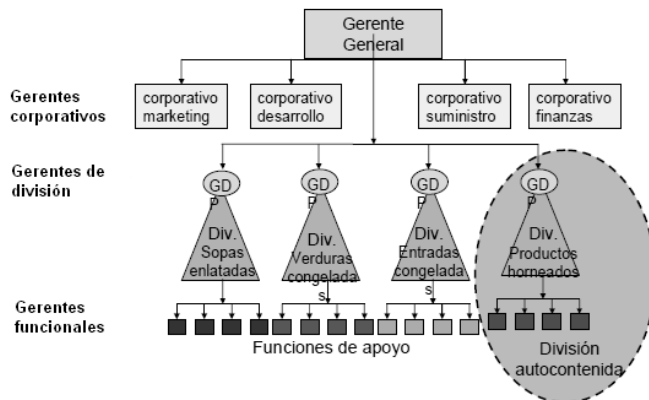 Gerente
General
Gerentes
corporativos
corporativo
marketing
corporativo
desarrollo
corporativo
suministro
corporativo
finanzas
Gerentes de
división
GD
P
GD
P
GD
P
GD
P
Div.
Sopas
enlatadas
Div.
Verduras
congelada
s
Div.
Entradas
congelada
s
Div.
Productos
horneados
Gerentes
funcionales
Funciones de apoyo
División
autocontenida